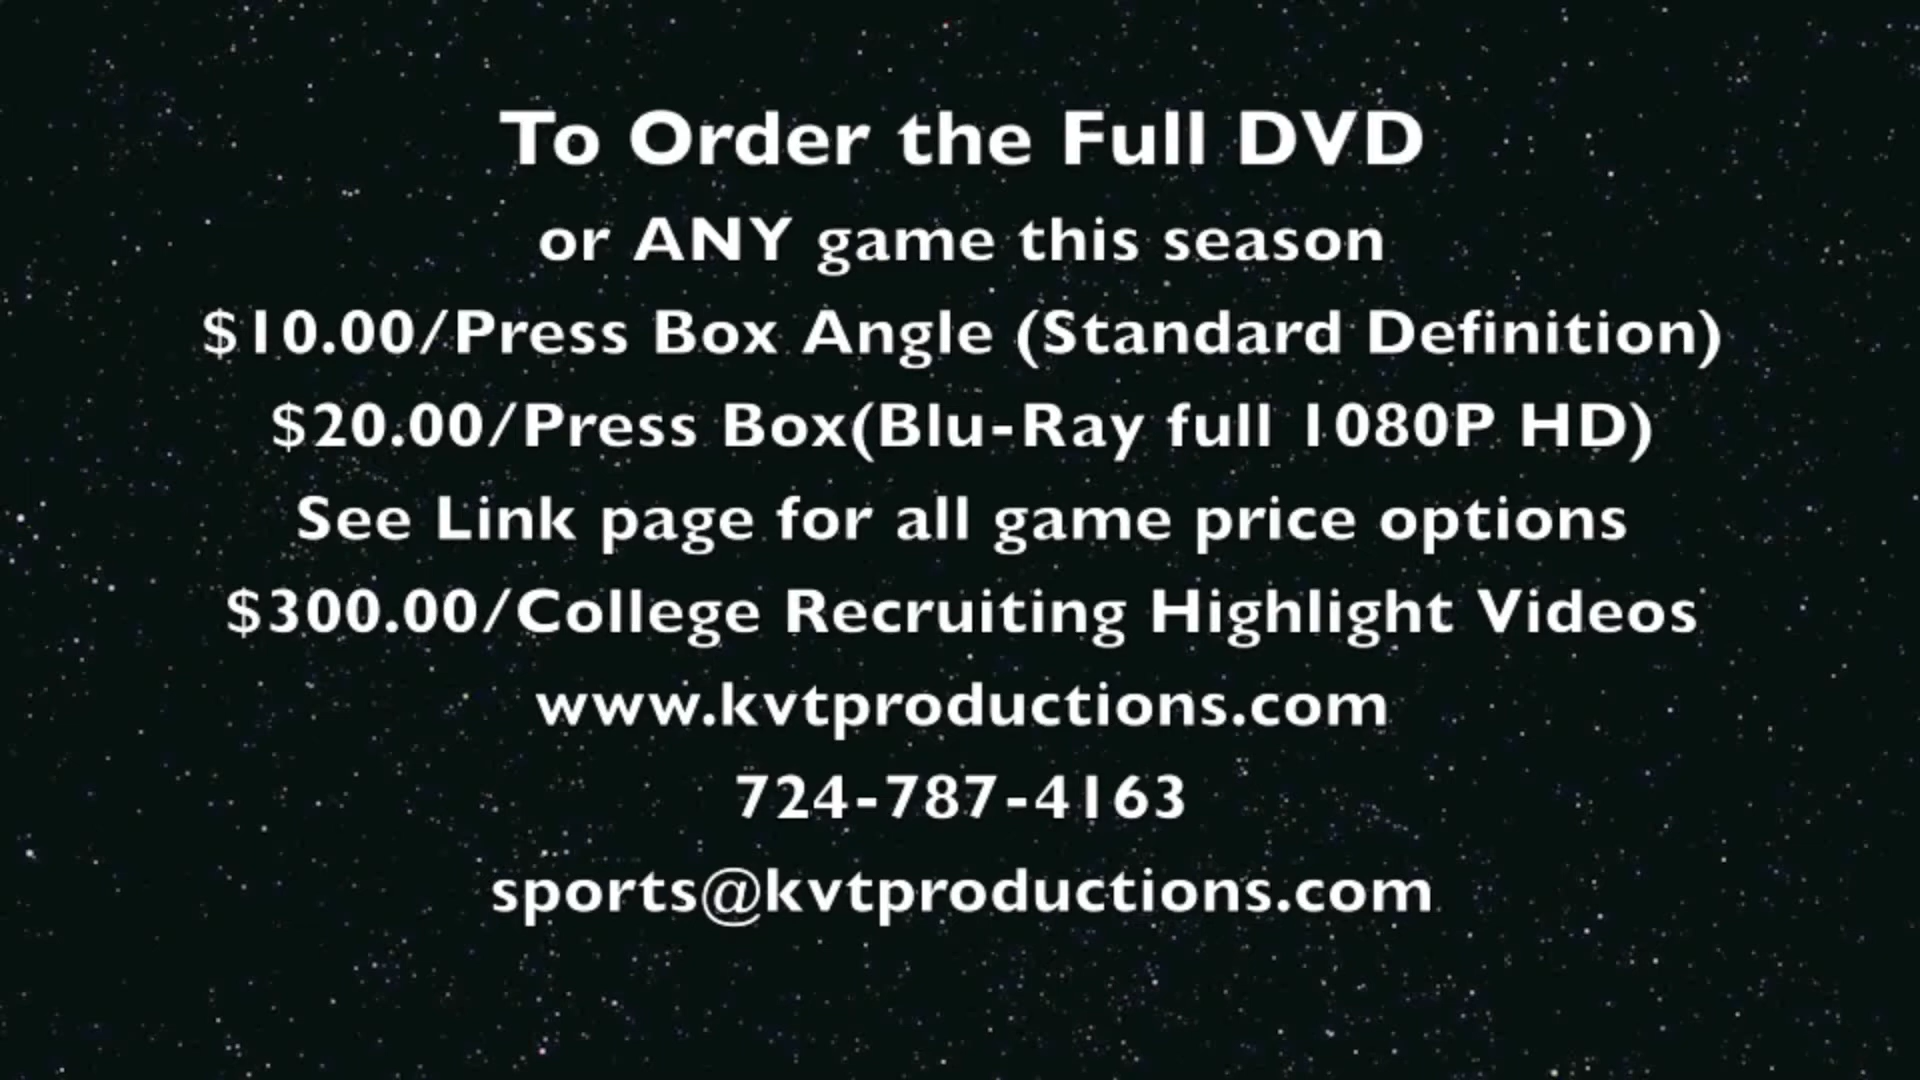 To Order the Full DVD
or ANY game this season
$10.00/Press Box Angle (Standard Definition)
$20.00/Press Box(Blu-Ray full 1080P HD)
See Link page for all game price options
$300.00/College Recruiting Highlight Videos
www.kvtproductions.com
724-787-4163
sports@kvtproductions.com